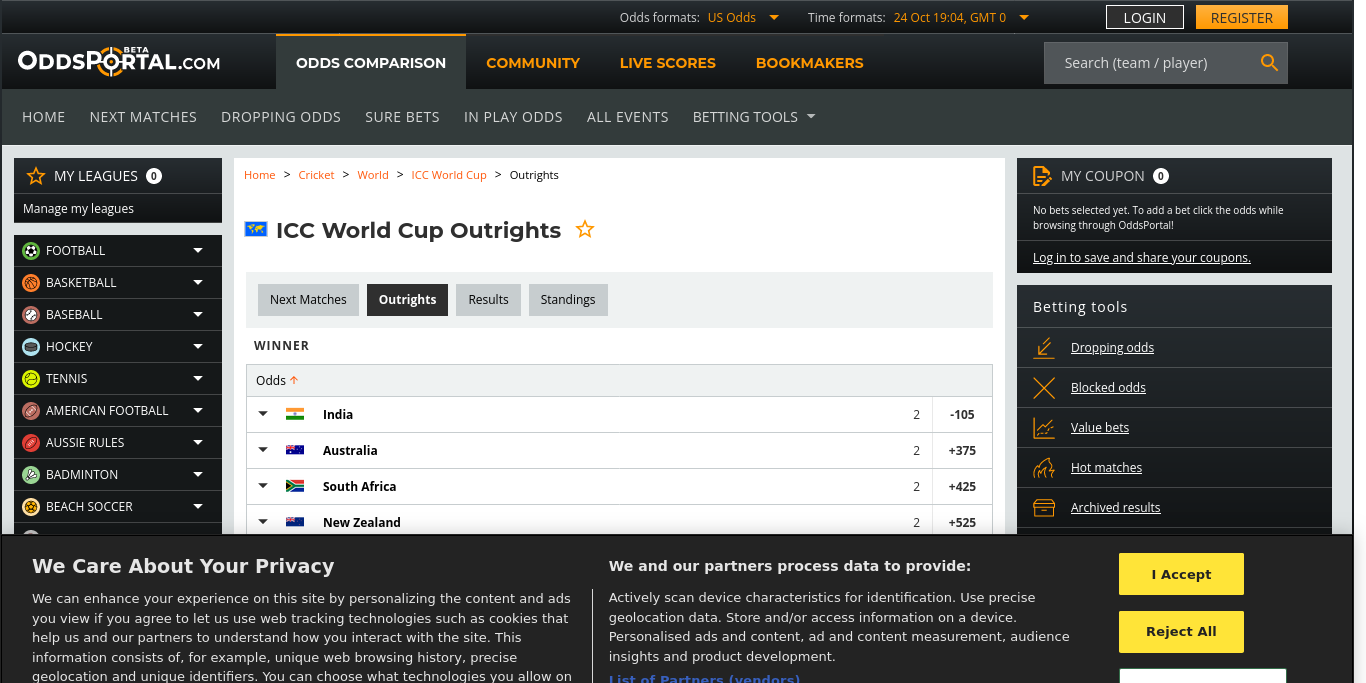 Odds formats: US Odds Time formats: 24 Oct 19:04, GMT 0 LOGIN REGISTER
ODDSPORTAL.COM BETA ODDS COMPARISON COMMUNITY LIVE SCORES BOOKMAKERS Search (team / player)
HOME NEXT MATCHES DROPPING ODDS SURE BETS IN PLAY ODDS ALL EVENTS BETTING TOOLS
MY LEAGUES 0
Manage my leagues
FOOTBALL
BASKETBALL
BASEBALL
HOCKEY
TENNIS
AMERICAN FOOTBALL
AUSSIE RULES
BADMINTON
BEACH SOCCER
Home > Cricket > World > ICC World Cup > Outrights
ICC World Cup Outrights
Next Matches Outrights Results Standings
WINNER
Odds
India 2 -105
Australia 2 +375
South Africa 2 +425
New Zealand 2 +525
MY COUPON 0
No bets selected yet. To add a bet click the odds while
browsing through OddsPortal!
Log in to save and share your coupons.
Betting tools
Dropping odds
Blocked odds
Value bets
Hot matches
Archived results
We Care About Your Privacy
We can enhance your experience on this site by personalizing the content and ads
you view if you agree to let us use web tracking technologies such as cookies that
help us and our partners to understand how you interact with the site. This
information consists of, for example, unique web browsing history, precise
geolocation and unique identifiers. You can choose what technologies you allow on
We and our partners process data to provide:
Actively scan device characteristics for identification. Use precise
geolocation data. Store and/or access information on a device.
Personalised ads and content, ad and content measurement, audience
insights and product development.
List of Partners (vendors)
I Accept
Reject All